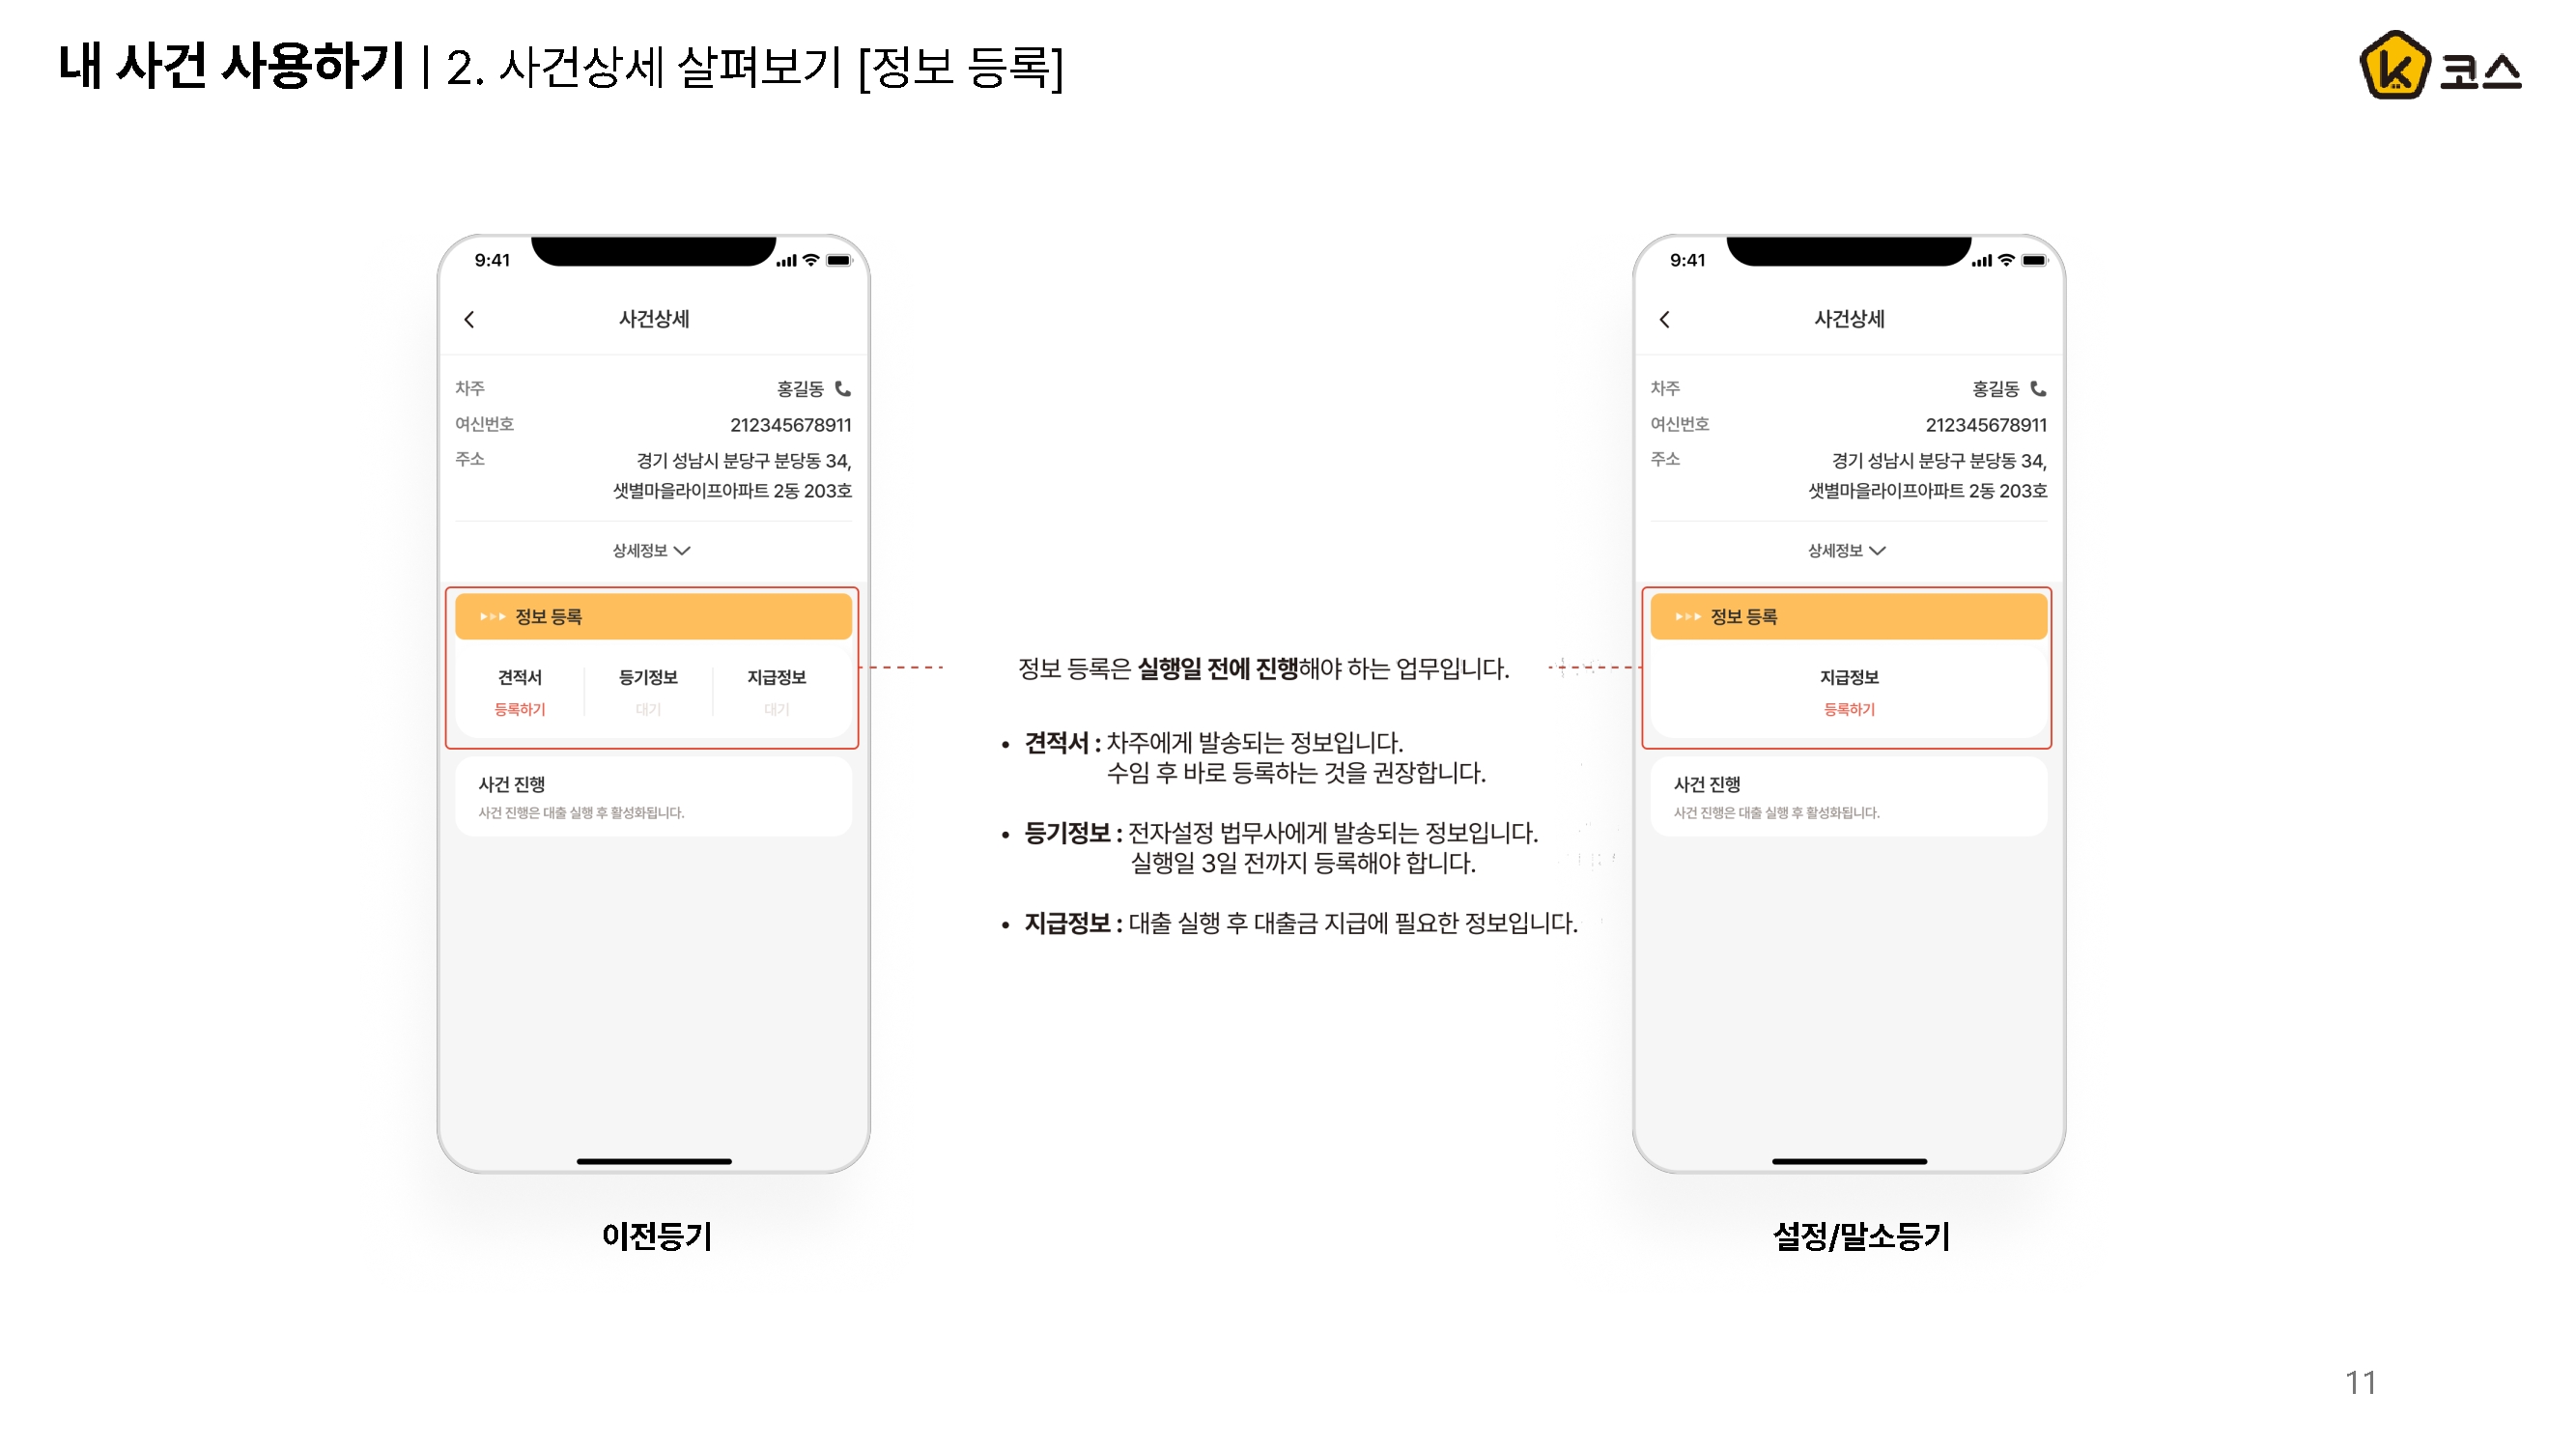 내 사건 사용하기 | 2. 사건상세 살펴보기 [정보 등록]
코스
9:41
사건상세
차주 홍길동
여신번호 212345678911
주소 경기 성남시 분당구 분당동 34,
샛별마을라이프아파트 2동 203호
상세정보
정보 등록
견적서 등기정보 지급정보
등록하기 대기 대기
사건 진행
사건 진행은 대출 실행 후 활성화됩니다.
이전등기
정보 등록은 실행일 전에 진행해야 하는 업무입니다.
• 견적서 : 차주에게 발송되는 정보입니다.
수임 후 바로 등록하는 것을 권장합니다.
• 등기정보 : 전자설정 법무사에게 발송되는 정보입니다.
실행일 3일 전까지 등록해야 합니다.
• 지급정보 : 대출 실행 후 대출금 지급에 필요한 정보입니다.
9:41
사건상세
차주 홍길동
여신번호 212345678911
주소 경기 성남시 분당구 분당동 34,
샛별마을라이프아파트 2동 203호
상세정보
정보 등록
지급정보
등록하기
사건 진행
사건 진행은 대출 실행 후 활성화됩니다.
설정/말소등기
11